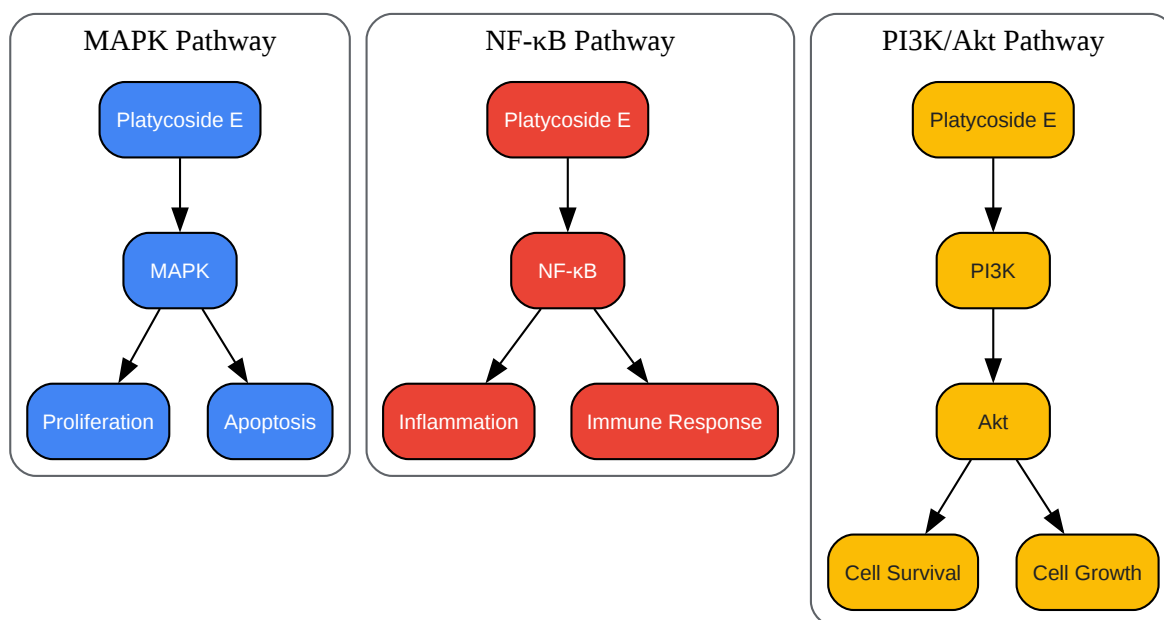 MAPK Pathway
Platycoside E
MAPK
Proliferation
Apoptosis
NF-κB Pathway
Platycoside E
NF-κB
Inflammation
Immune Response
PI3K/Akt Pathway
Platycoside E
PI3K
Akt
Cell Survival
Cell Growth